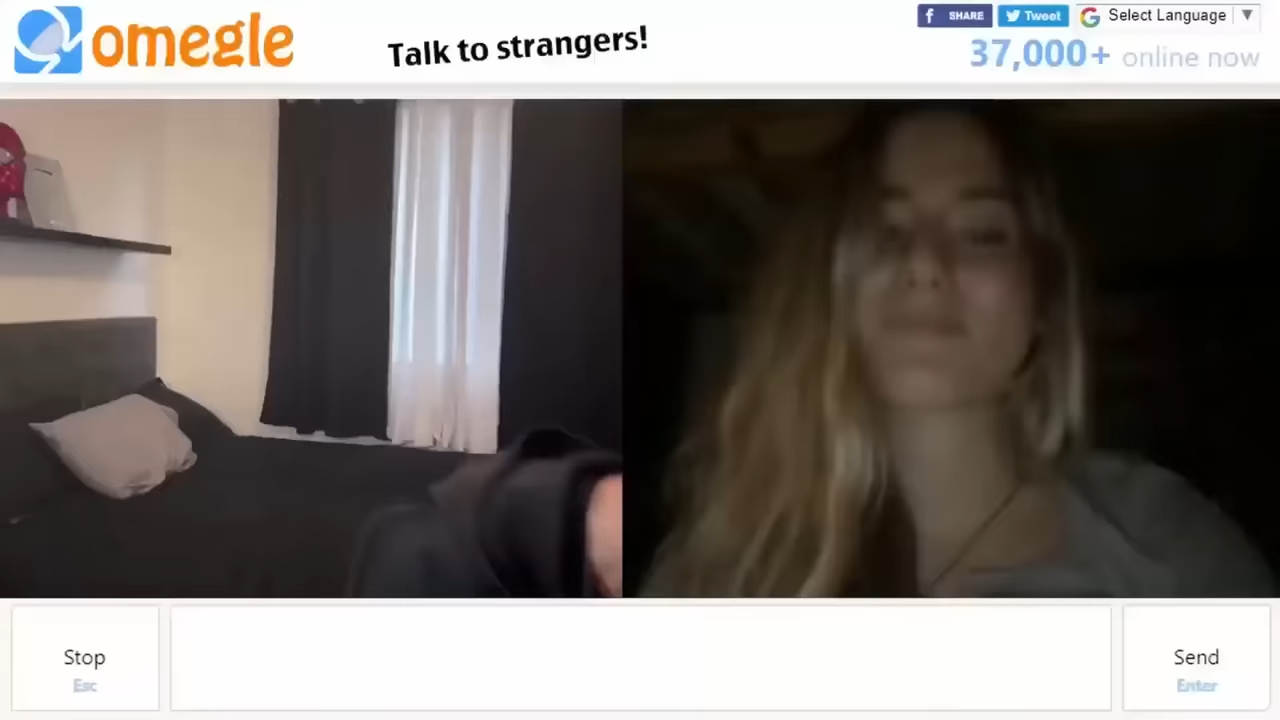 omegle
Talk to strangers!
f SHARE
Tweet
G Select Language ▼
37,000+ online now
Stop
Esc
Send
Enter